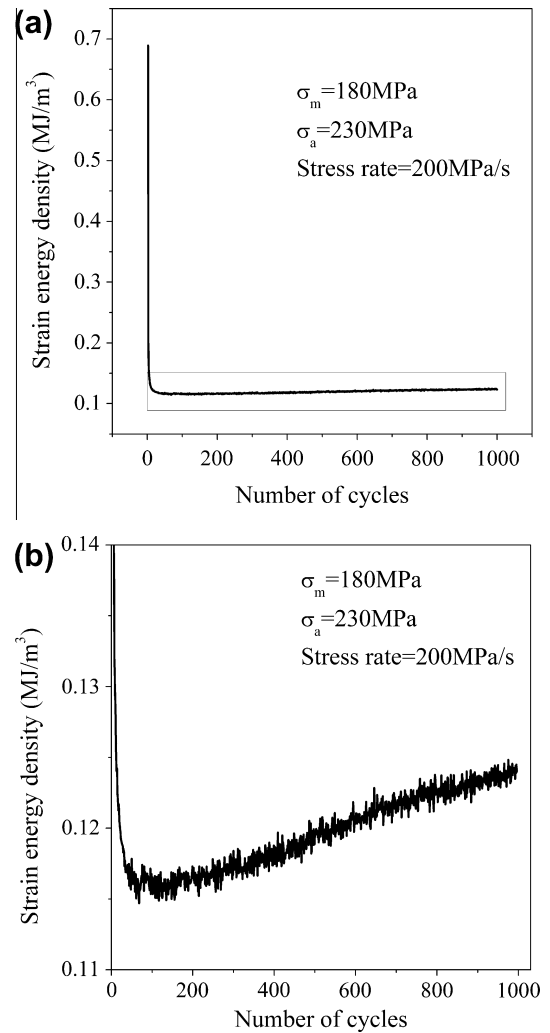 (a)
0.7
0.6
0.5
0.4
0.3
0.2
0.1
Strain energy density (MJ/m³)
σₘ=180MPa
σₐ=230MPa
Stress rate=200MPa/s
0 200 400 600 800 1000
Number of cycles
(b)
0.14
0.13
0.12
0.11
Strain energy density (MJ/m³)
σₘ=180MPa
σₐ=230MPa
Stress rate=200MPa/s
0 200 400 600 800 1000
Number of cycles